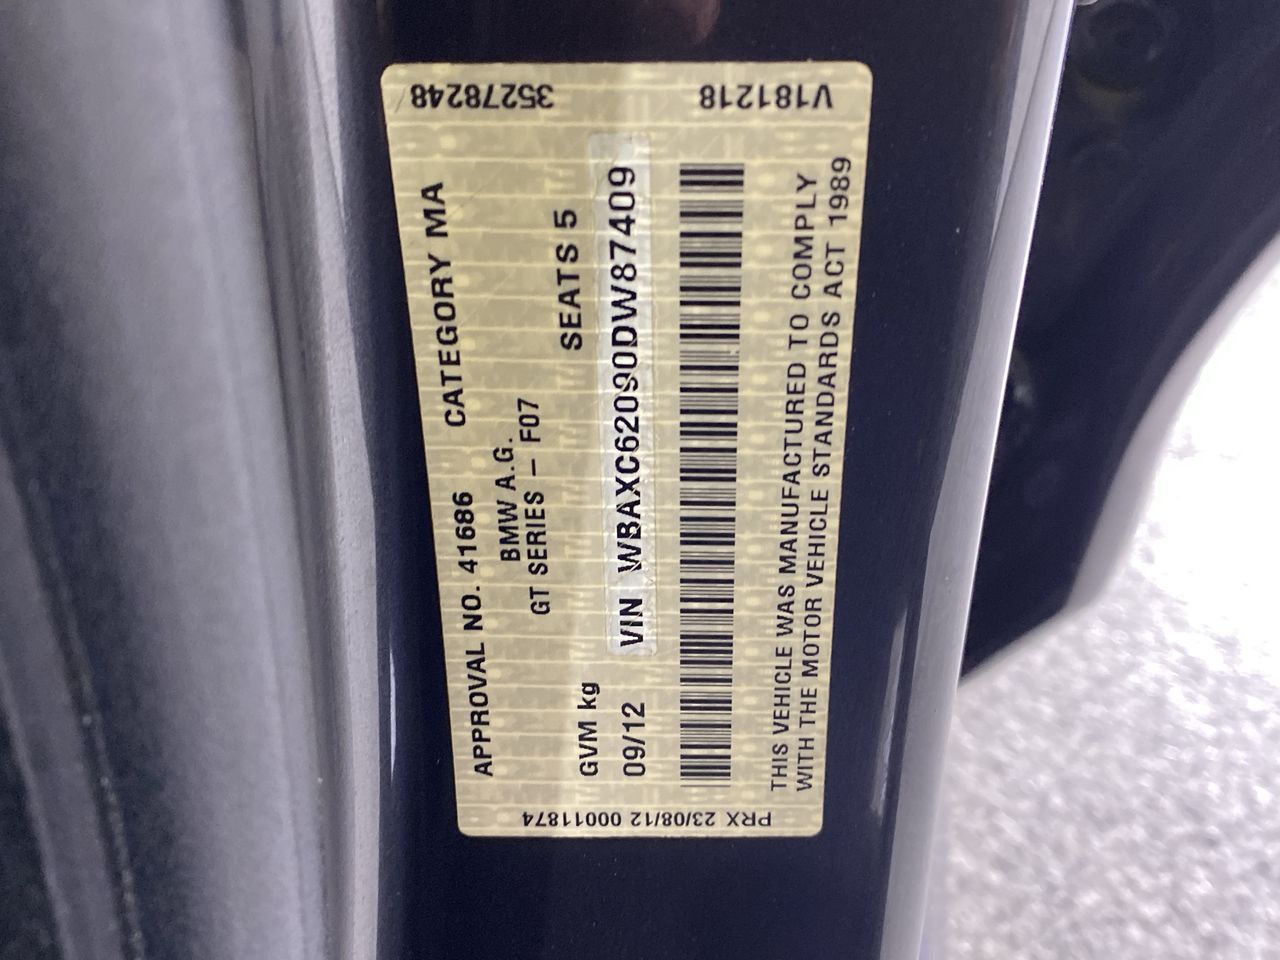 APPROVAL NO. 41686 CATEGORY MA
BMW A.G.
GT SERIES – F07
SEATS 5
GVM kg
09/12 VIN WBAXC62090DW87409
THIS VEHICLE WAS MANUFACTURED TO COMPLY
WITH THE MOTOR VEHICLE STANDARDS ACT 1989
35278248 V181218
PRX 23/08/12 00011874